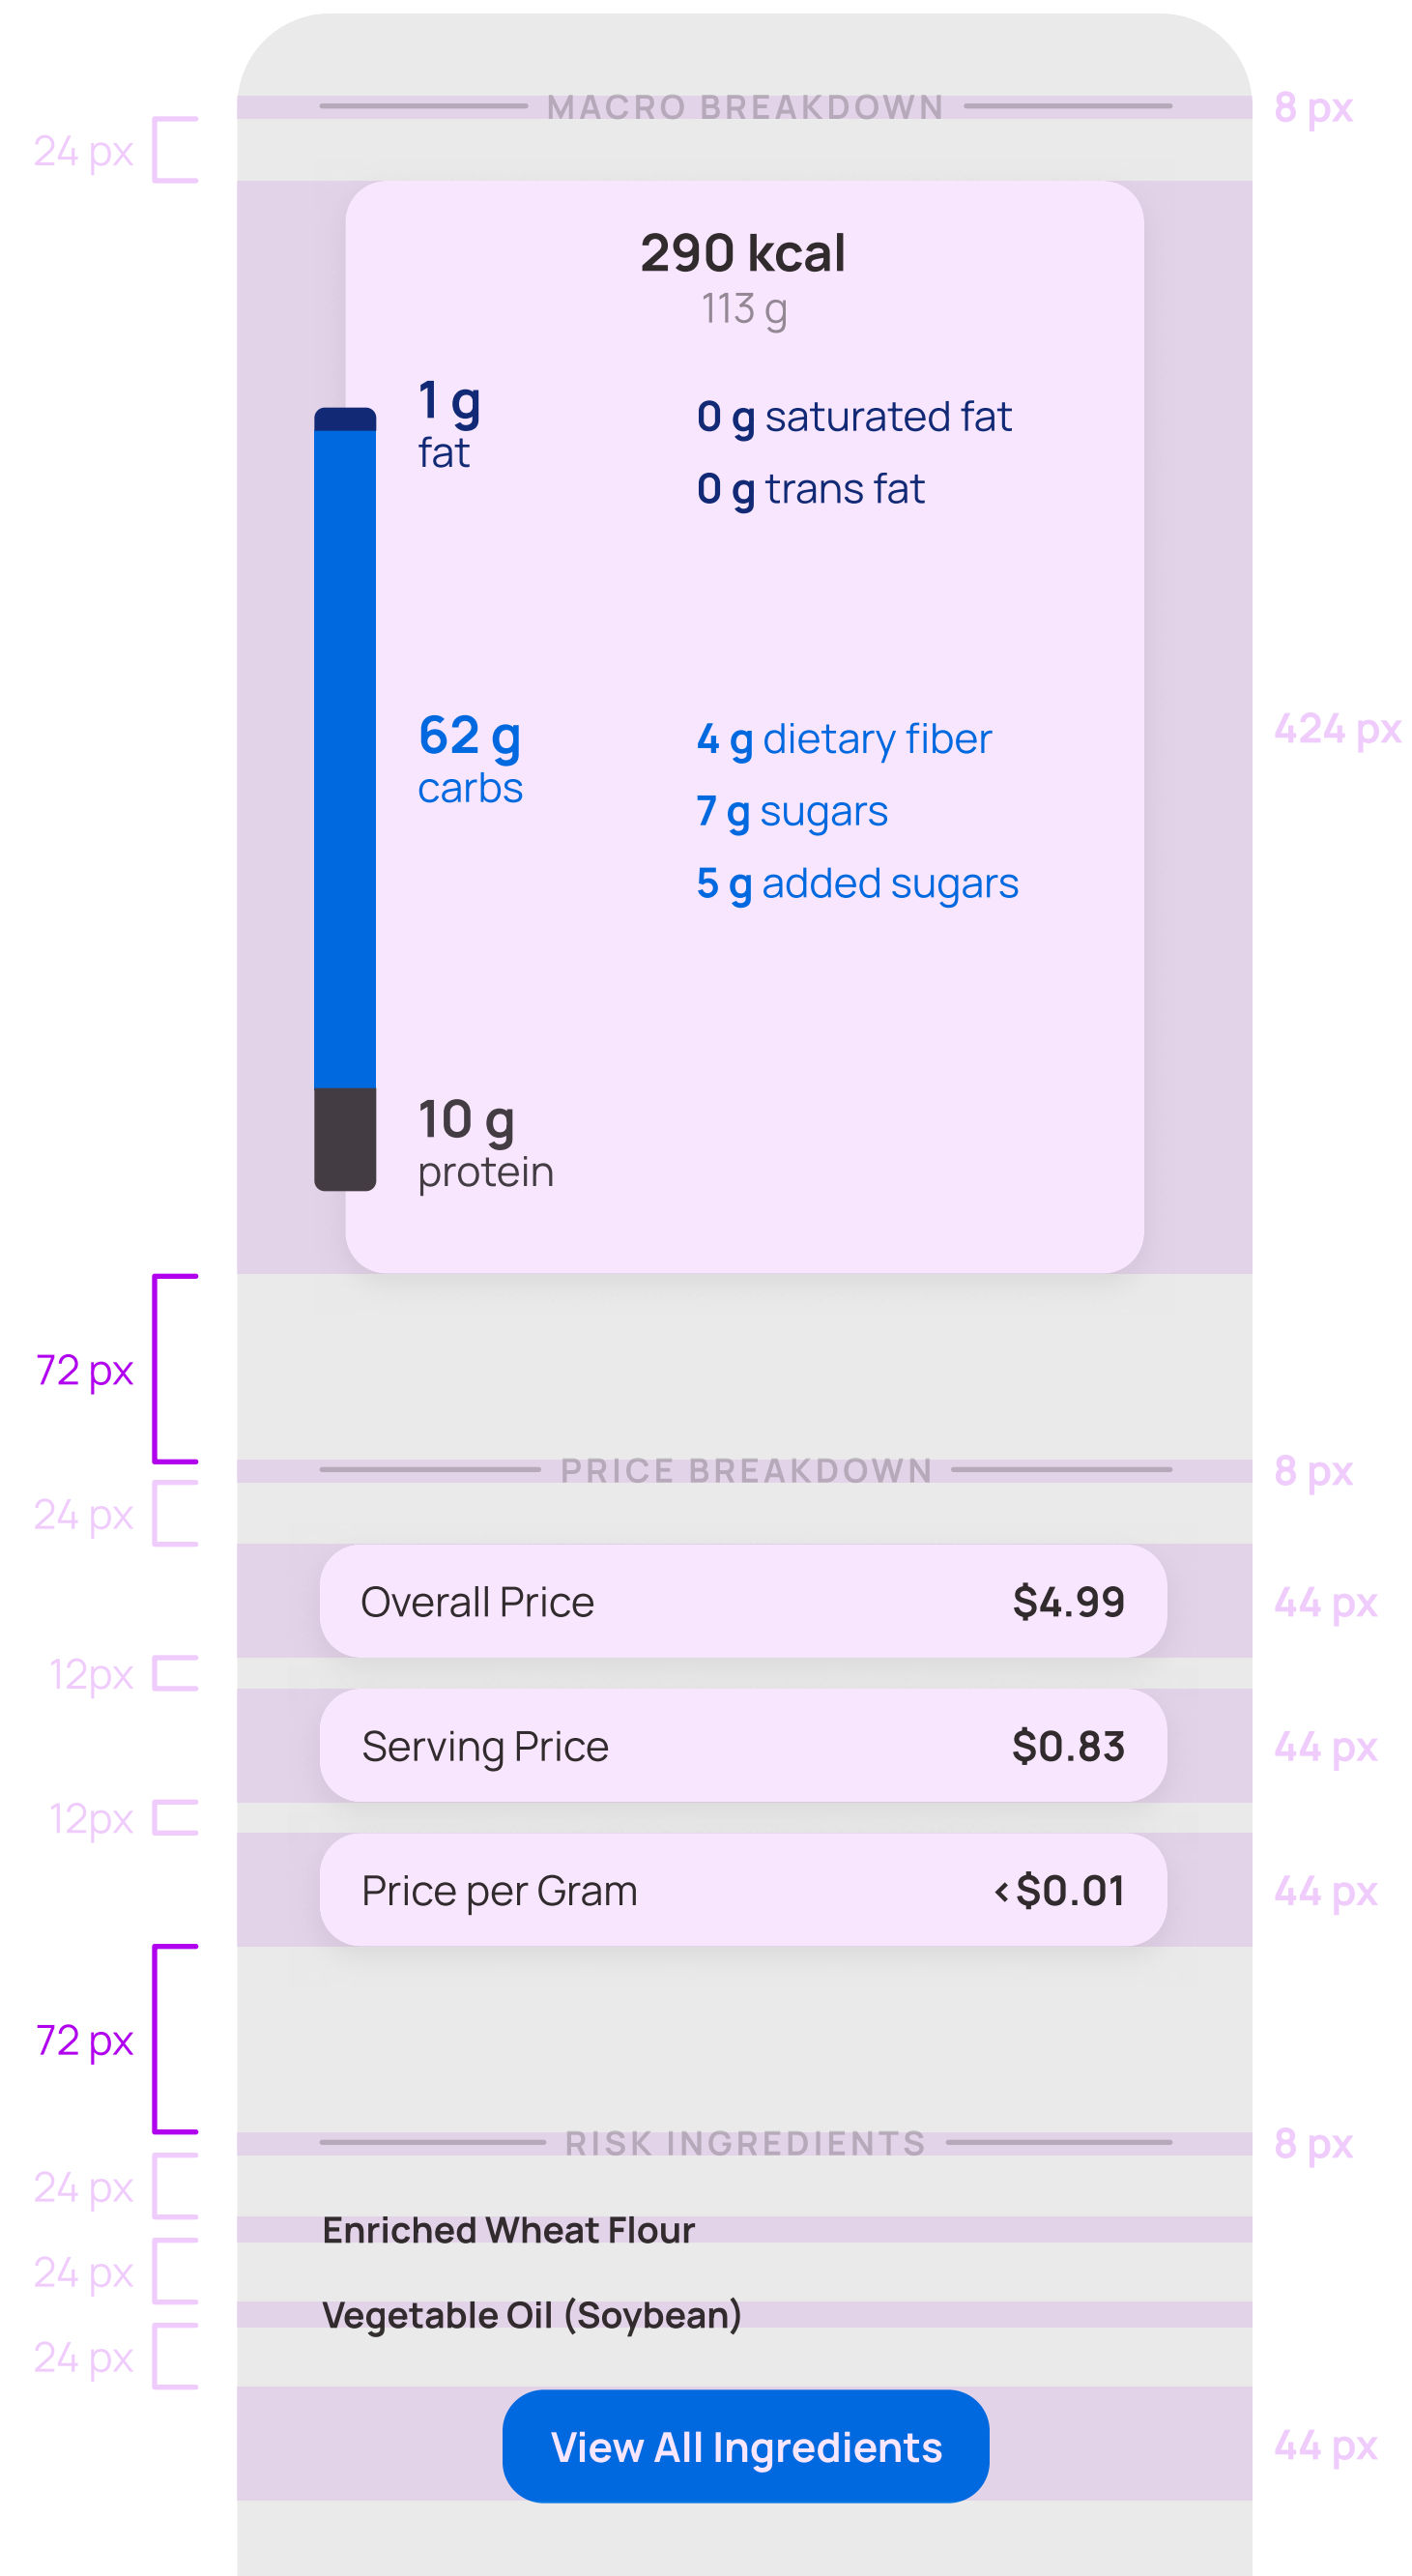 MACRO BREAKDOWN
8 px
24 px
290 kcal
113 g
1 g
fat
0 g saturated fat
0 g trans fat
424 px
62 g
carbs
4 g dietary fiber
7 g sugars
5 g added sugars
10 g
protein
72 px
PRICE BREAKDOWN
8 px
24 px
Overall Price $4.99
44 px
12px
Serving Price $0.83
44 px
12px
Price per Gram <$0.01
44 px
72 px
RISK INGREDIENTS
8 px
24 px
Enriched Wheat Flour
24 px
Vegetable Oil (Soybean)
24 px
View All Ingredients
44 px